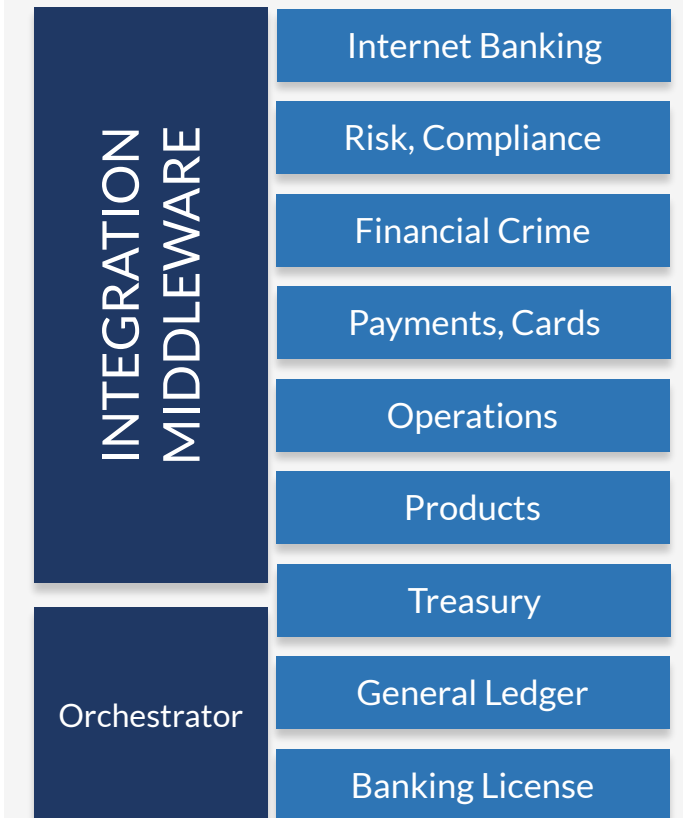 INTEGRATION
MIDDLEWARE
Orchestrator
Internet Banking
Risk, Compliance
Financial Crime
Payments, Cards
Operations
Products
Treasury
General Ledger
Banking License